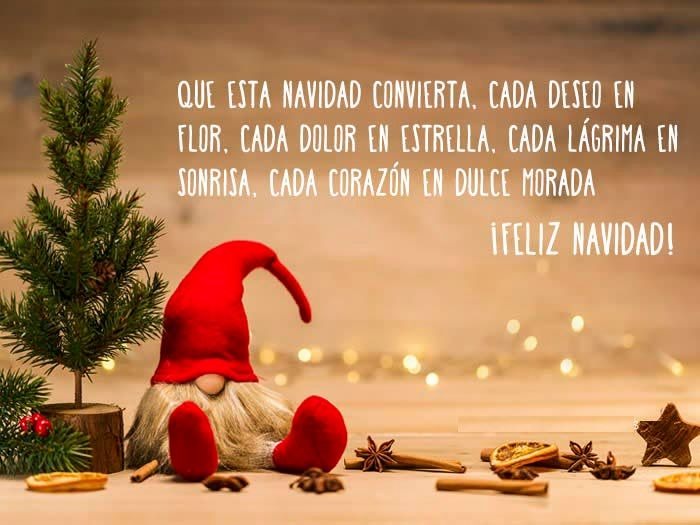 QUE ESTA NAVIDAD CONVIERTA, CADA DESEO EN
FLOR, CADA DOLOR EN ESTRELLA, CADA LÁGRIMA EN
SONRISA, CADA CORAZÓN EN DULCE MORADA
¡FELIZ NAVIDAD!